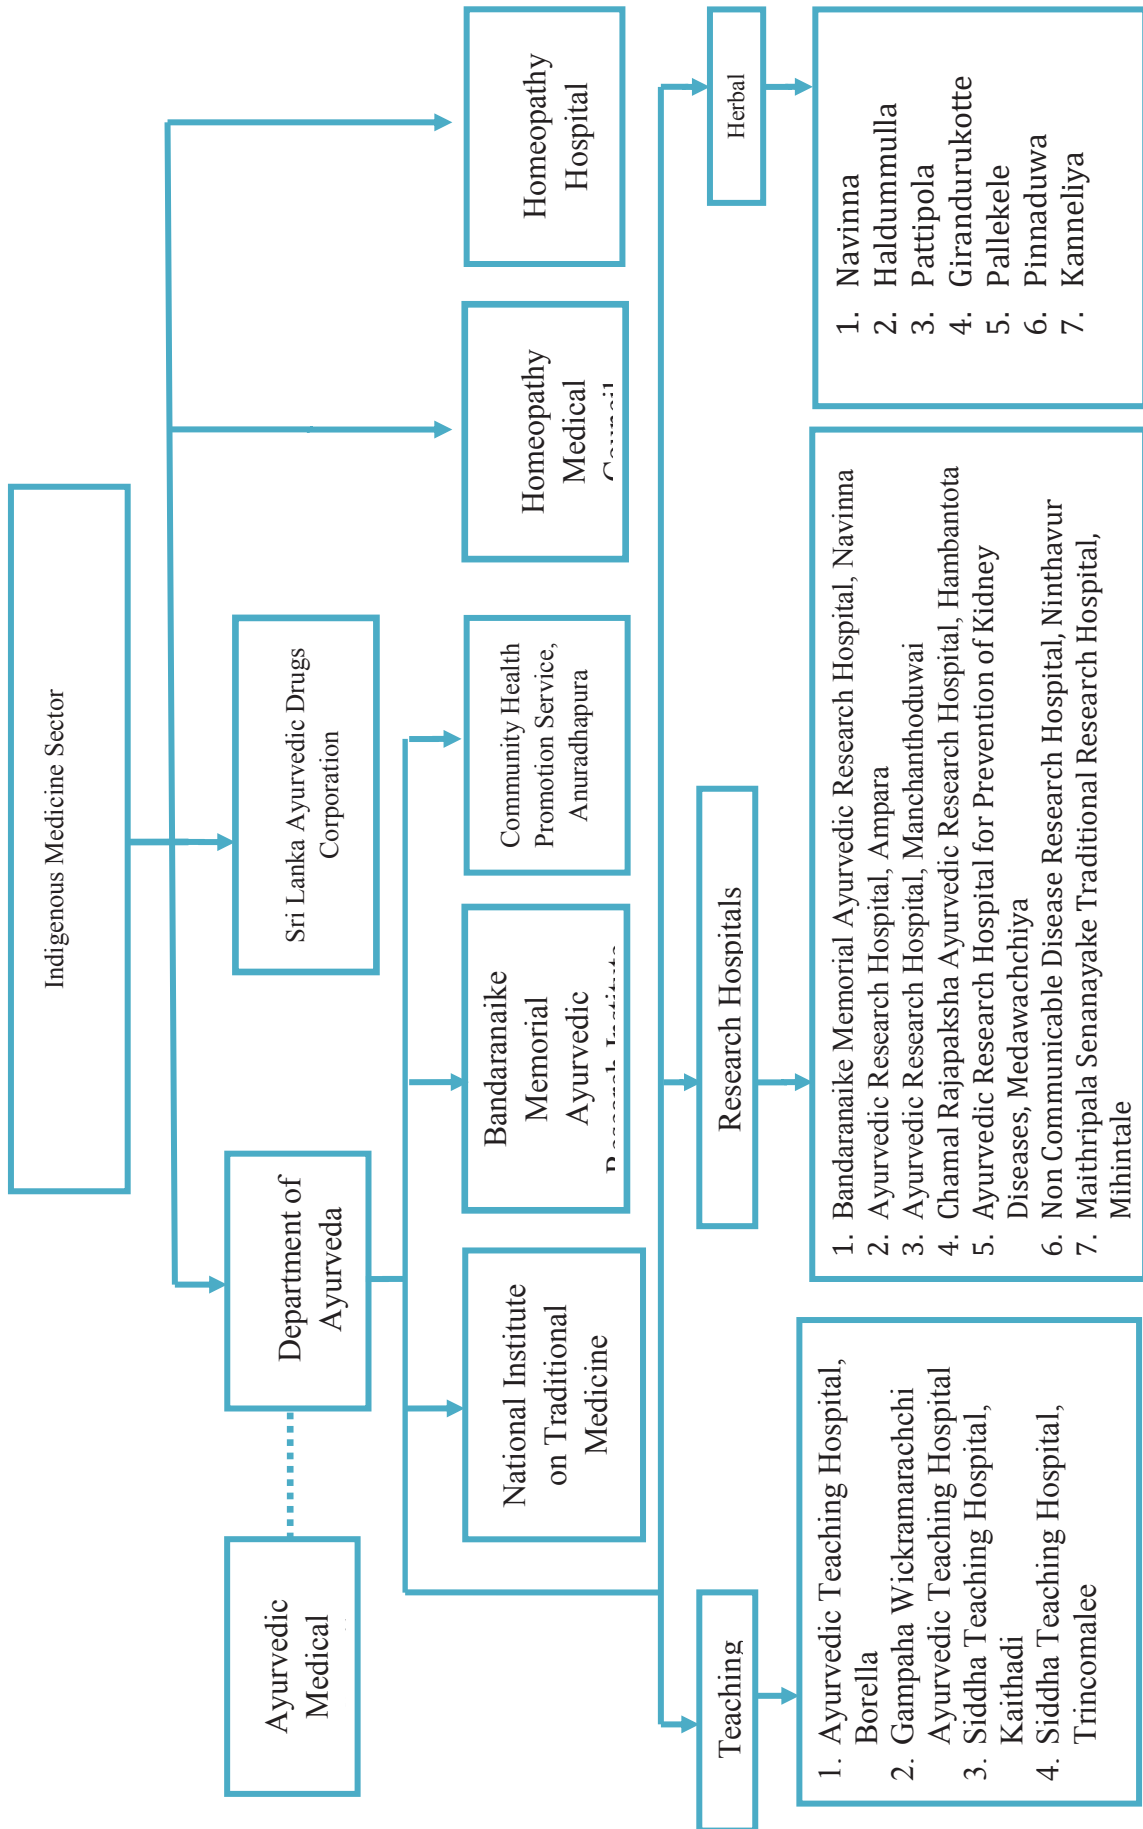 Indigenous Medicine Sector
Ayurvedic
Medical
Department of
Ayurveda
Sri Lanka Ayurvedic Drugs
Corporation
National Institute
on Traditional
Medicine
Bandaranaike
Memorial
Ayurvedic
Research Institute
Community Health
Promotion Service,
Anuradhapura
Homeopathy
Medical
Council
Homeopathy
Hospital
Teaching
Research Hospitals
Herbal
1. Ayurvedic Teaching Hospital,
Borella
2. Gampaha Wickramarachchi
Ayurvedic Teaching Hospital
3. Siddha Teaching Hospital,
Kaithadi
4. Siddha Teaching Hospital,
Trincomalee
1. Bandaranaike Memorial Ayurvedic Research Hospital, Navinna
2. Ayurvedic Research Hospital, Ampara
3. Ayurvedic Research Hospital, Manchanthoduwai
4. Chamal Rajapaksha Ayurvedic Research Hospital, Hambantota
5. Ayurvedic Research Hospital for Prevention of Kidney
Diseases, Medawachchiya
6. Non Communicable Disease Research Hospital, Ninthavur
7. Maithripala Senanayake Traditional Research Hospital,
Mihintale
1. Navinna
2. Haldummulla
3. Pattipola
4. Girandurukotte
5. Pallekele
6. Pinnaduwa
7. Kanneliya